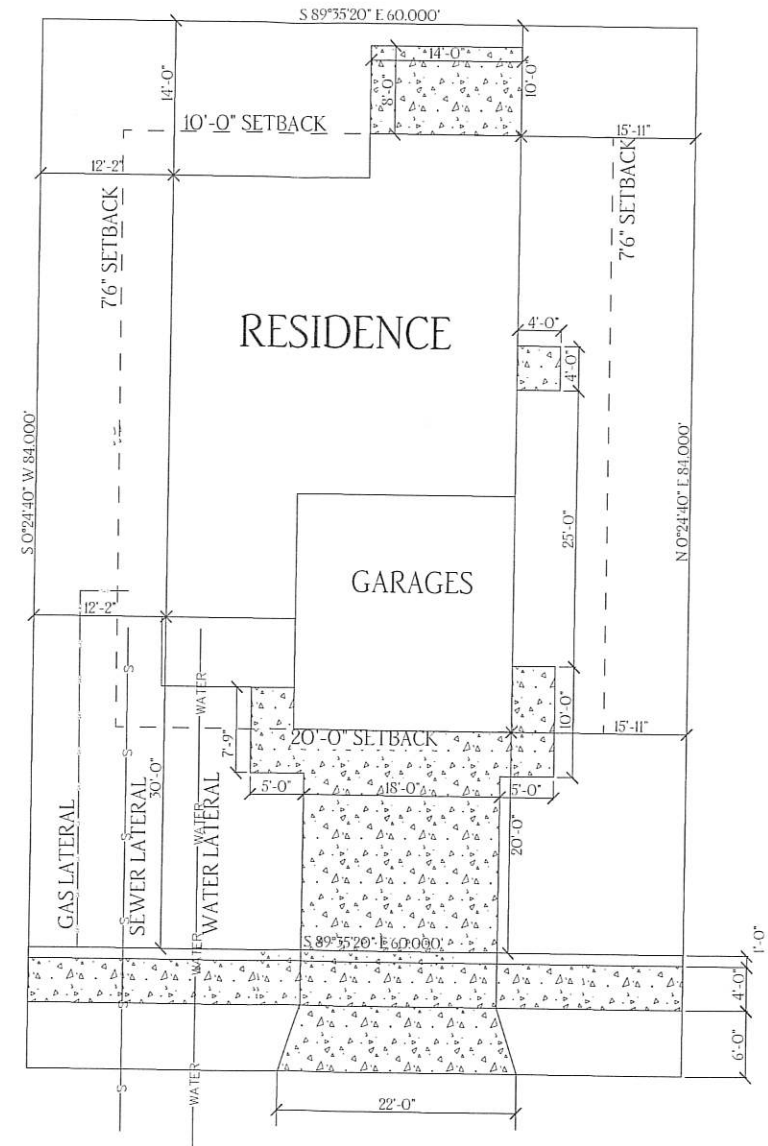 S 89°35'20" E 60.000'
14'-0"
14'-0"
8'-0"
10'-0"
10'-0" SETBACK
15'-11"
12'-2"
7'6" SETBACK
7'6" SETBACK
RESIDENCE
4'-0"
4'-0"
S 0°24'40" W 84.000'
N 0°24'40" E 84.000'
25'-0"
GARAGES
12'-2"
S
WATER
10'-0"
20'-0" SETBACK
15'-11"
7'-9"
S
5'-0"
18'-0"
5'-0"
30'-0"
GAS LATERAL
SEWER LATERAL
WATER LATERAL
WATER
20'-0"
S
S 89°35'20" E 60.000'
1'-0"
WATER
4'-0"
S
6'-0"
S
WATER
22'-0"